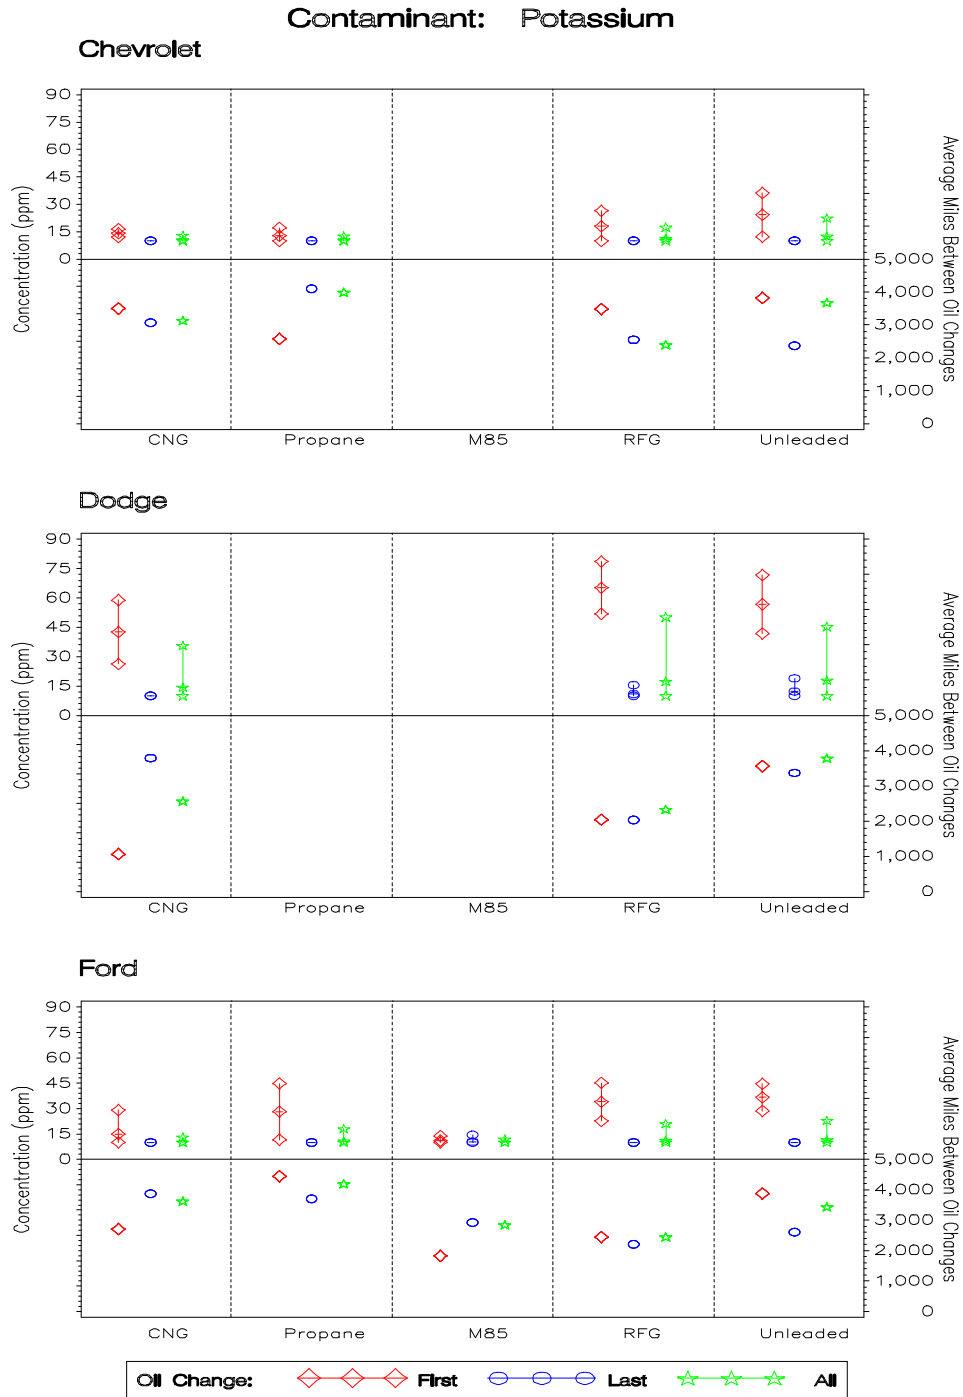 Contaminant: Potassium
Chevrolet
90
75
60
45
30
15
0
Concentration (ppm)
5,000
4,000
3,000
2,000
1,000
0
Average Miles Between Oil Changes
CNG Propane M85 RFG Unleaded
Dodge
90
75
60
45
30
15
0
Concentration (ppm)
5,000
4,000
3,000
2,000
1,000
0
Average Miles Between Oil Changes
CNG Propane M85 RFG Unleaded
Ford
90
75
60
45
30
15
0
Concentration (ppm)
5,000
4,000
3,000
2,000
1,000
0
Average Miles Between Oil Changes
CNG Propane M85 RFG Unleaded
Oil Change: First Last All